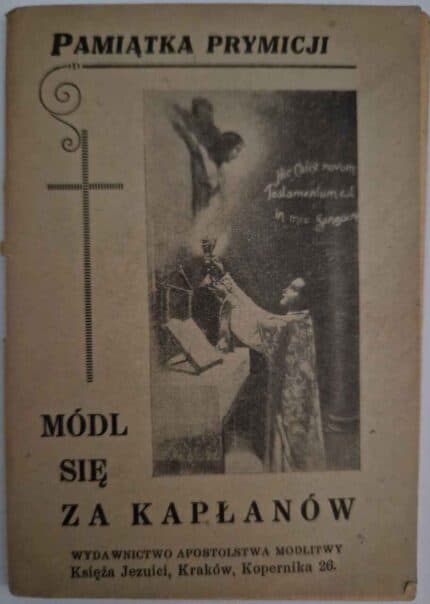 PAMIĄTKA PRYMICJI
Hic Calix novum
Testamentum est
in meo Sanguine
MÓDL
SIĘ
ZA KAPŁANÓW
WYDAWNICTWO APOSTOLSTWA MODLITWY
Księża Jezuici, Kraków, Kopernika 26.